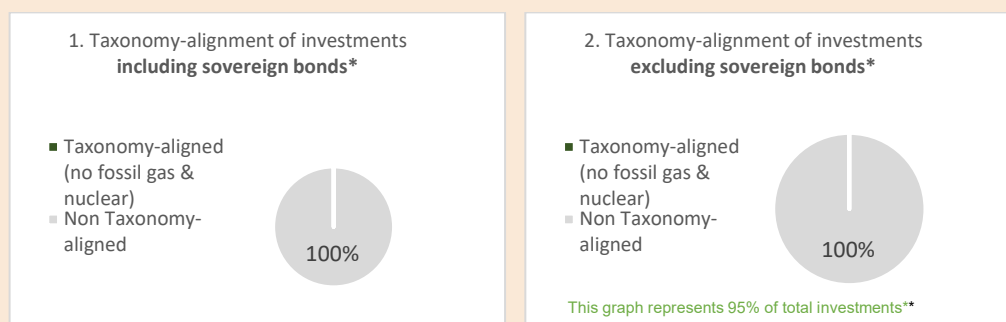 1. Taxonomy-alignment of investments
including sovereign bonds*
Taxonomy-aligned
(no fossil gas &
nuclear)
Non Taxonomy-
aligned
100%
2. Taxonomy-alignment of investments
excluding sovereign bonds*
Taxonomy-aligned
(no fossil gas &
nuclear)
Non Taxonomy-
aligned
100%
This graph represents 95% of total investments**